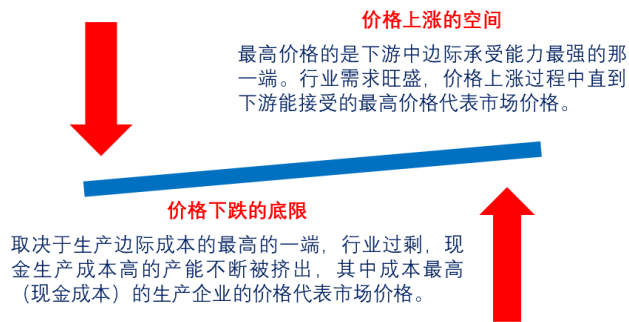 价格上涨的空间
最高价格的是下游中边际承受能力最强的那
一端。行业需求旺盛，价格上涨过程中直到
下游能接受的最高价格代表市场价格。
价格下跌的底限
取决于生产边际成本的最高的一端，行业过剩，现
金生产成本高的产能不断被挤出，其中成本最高
（现金成本）的生产企业的价格代表市场价格。